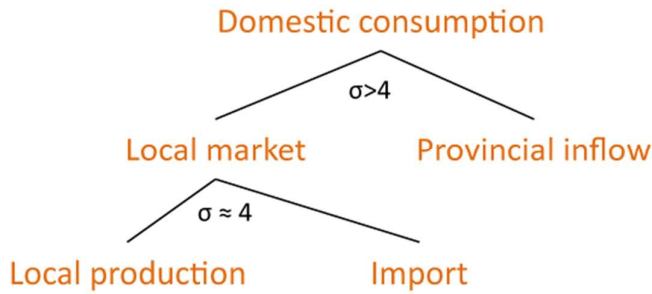 Domestic consumption
σ>4
Local market
Provincial inflow
σ ≈ 4
Local production
Import